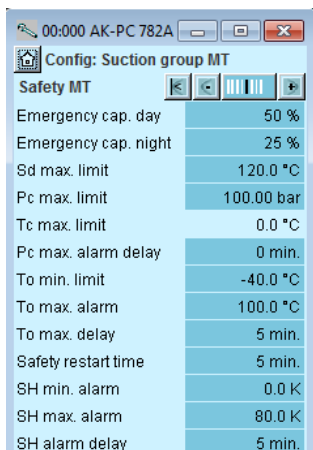 00:000 AK-PC 782A
Config: Suction group MT
Safety MT
Emergency cap. day 50 %
Emergency cap. night 25 %
Sd max. limit 120.0 °C
Pc max. limit 100.00 bar
Tc max. limit 0.0 °C
Pc max. alarm delay 0 min.
To min. limit -40.0 °C
To max. alarm 100.0 °C
To max. delay 5 min.
Safety restart time 5 min.
SH min. alarm 0.0 K
SH max. alarm 80.0 K
SH alarm delay 5 min.